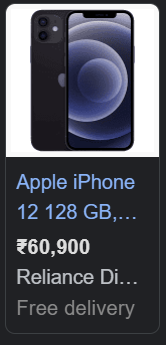 Apple iPhone
12 128 GB,...
₹60,900
Reliance Di...
Free delivery